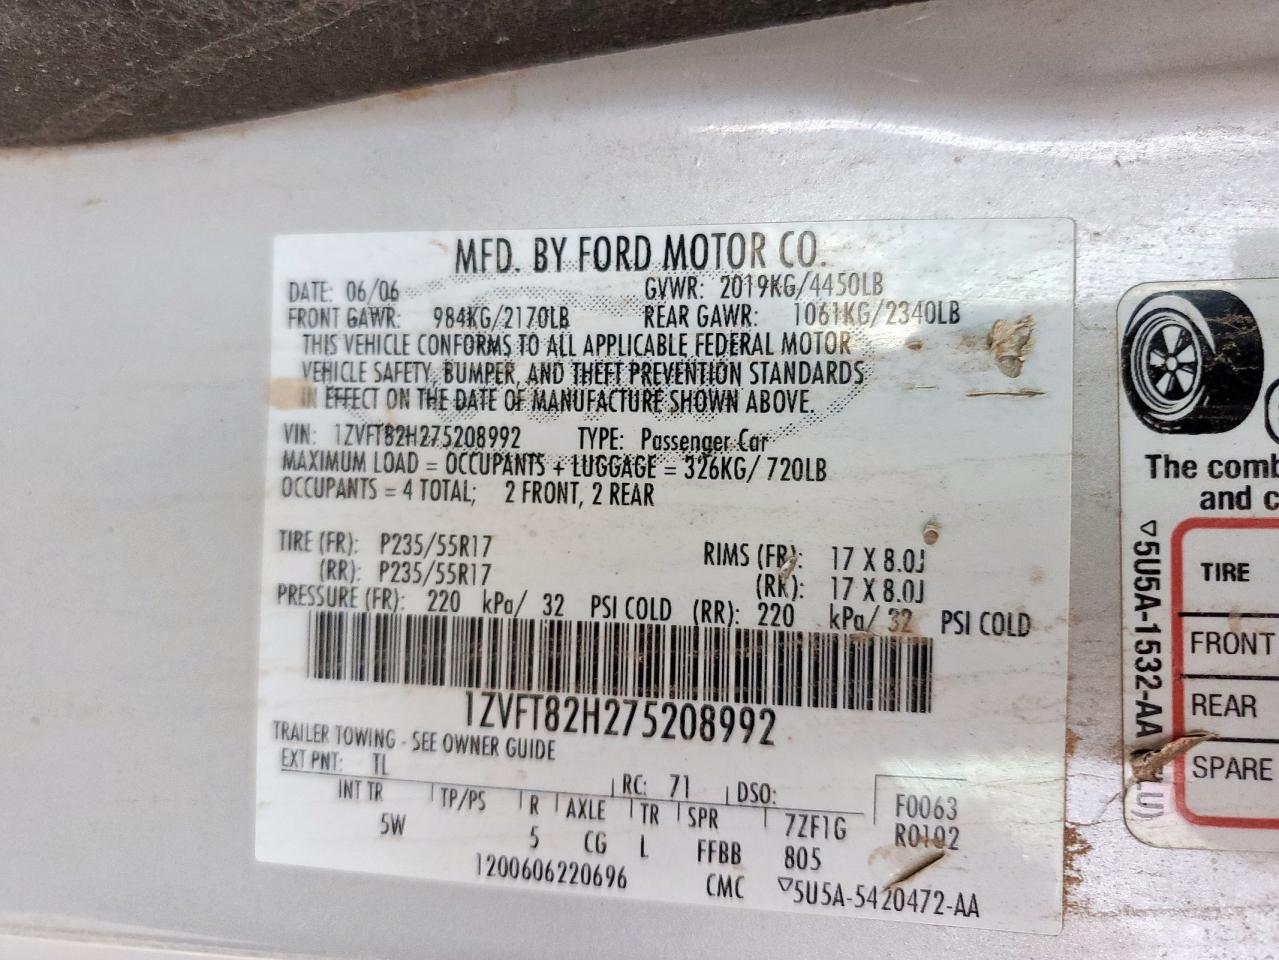 MFD. BY FORD MOTOR CO.
DATE: 06/06 GVWR: 2019KG/4450LB
FRONT GAWR: 984KG/2170LB REAR GAWR: 1061KG/2340LB
THIS VEHICLE CONFORMS TO ALL APPLICABLE FEDERAL MOTOR
VEHICLE SAFETY, BUMPER, AND THEFT PREVENTION STANDARDS
IN EFFECT ON THE DATE OF MANUFACTURE SHOWN ABOVE.
VIN: 1ZVFT82H275208992 TYPE: Passenger Car
MAXIMUM LOAD = OCCUPANTS + LUGGAGE = 326KG/720LB
OCCUPANTS = 4 TOTAL; 2 FRONT, 2 REAR
TIRE (FR): P235/55R17 RIMS (FR): 17 X 8.0J
(RR): P235/55R17 (RR): 17 X 8.0J
PRESSURE (FR): 220 kPa/ 32 PSI COLD (RR): 220 kPa/ 32 PSI COLD
1ZVFT82H275208992
TRAILER TOWING - SEE OWNER GUIDE
EXT PNT: TL RC: 71 DSO:
INT TR TP/PS R AXLE TR SPR 7ZF1G F0063
5W 5 CG L FFBB 805 R0102
1200606220696 CMC ▽5U5A-5420472-AA
The comb
and c
TIRE
FRONT
REAR
SPARE
▽5U5A-1532-AA LU)